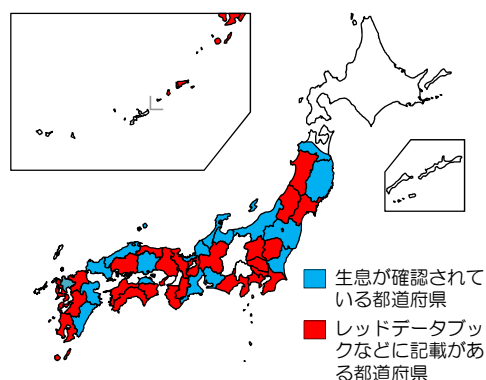 生息が確認されて
いる都道府県
レッドデータブッ
クなどに記載があ
る都道府県